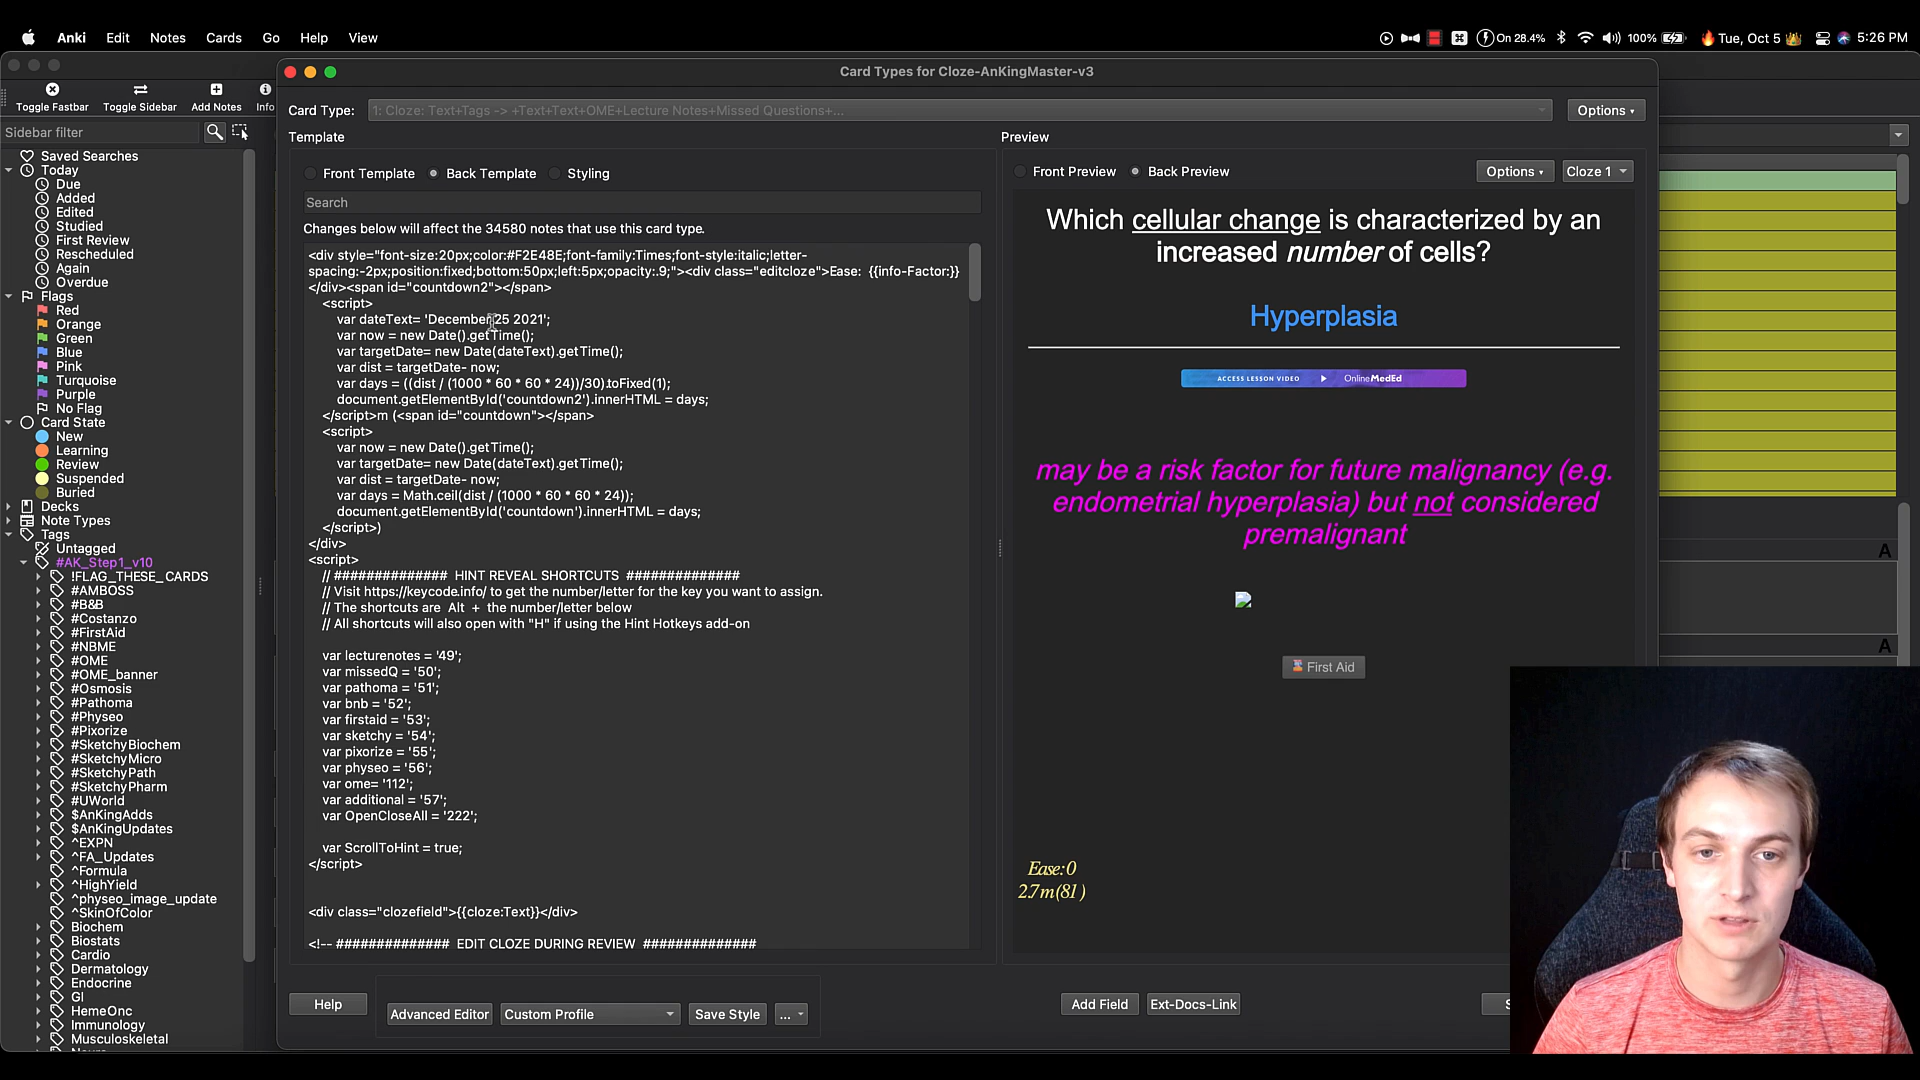 Anki Edit Notes Cards Go Help View
On 28.4% 100% Tue, Oct 5 5:26 PM
Card Types for Cloze-AnKingMaster-v3
Toggle Fastbar Toggle Sidebar Add Notes Info
Card Type: 1: Cloze: Text+Tags -> +Text+Text+OME+Lecture Notes+Missed Questions+... Options
Sidebar filter
Template
Preview
Saved Searches
Today
Due
Added
Edited
Studied
First Review
Rescheduled
Again
Overdue
Flags
Red
Orange
Green
Blue
Pink
Turquoise
Purple
No Flag
Card State
New
Learning
Review
Suspended
Buried
Decks
Note Types
Tags
Untagged
#AK_Step1_v10
!FLAG_THESE_CARDS
#AMBOSS
#B&B
#Costanzo
#FirstAid
#NBME
#OME
#OME_banner
#Osmosis
#Pathoma
#Physeo
#Pixorize
#SketchyBiochem
#SketchyMicro
#SketchyPath
#SketchyPharm
#UWorld
$AnKingAdds
$AnKingUpdates
^EXPN
^FA_Updates
^Formula
^HighYield
^physeo_image_update
^SkinOfColor
Biochem
Biostats
Cardio
Dermatology
Endocrine
GI
HemeOnc
Immunology
Musculoskeletal
Front Template Back Template Styling
Search
Changes below will affect the 34580 notes that use this card type.
<div style="font-size:20px;color:#F2E48E;font-family:Times;font-style:italic;letter-
spacing:-2px;position:fixed;bottom:50px;left:5px;opacity:.9;"><div class="editcloze">Ease: {{info-Factor:}}
</div><span id="countdown2"></span>
<script>
var dateText= 'December 25 2021';
var now = new Date().getTime();
var targetDate= new Date(dateText).getTime();
var dist = targetDate- now;
var days = ((dist / (1000 * 60 * 60 * 24))/30).toFixed(1);
document.getElementById('countdown2').innerHTML = days;
</script>m (<span id="countdown"></span>
<script>
var now = new Date().getTime();
var targetDate= new Date(dateText).getTime();
var dist = targetDate- now;
var days = Math.ceil(dist / (1000 * 60 * 60 * 24));
document.getElementById('countdown').innerHTML = days;
</script>)
</div>
<script>
// ############## HINT REVEAL SHORTCUTS ##############
// Visit https://keycode.info/ to get the number/letter for the key you want to assign.
// The shortcuts are Alt + the number/letter below
// All shortcuts will also open with "H" if using the Hint Hotkeys add-on
var lecturenotes = '49';
var missedQ = '50';
var pathoma = '51';
var bnb = '52';
var firstaid = '53';
var sketchy = '54';
var pixorize = '55';
var physeo = '56';
var ome= '112';
var additional = '57';
var OpenCloseAll = '222';
var ScrollToHint = true;
</script>
<div class="clozefield">{{cloze:Text}}</div>
<!-- ############## EDIT CLOZE DURING REVIEW ##############
Front Preview Back Preview Options Cloze 1
Which cellular change is characterized by an
increased number of cells?
Hyperplasia
ACCESS LESSON VIDEO OnlineMedEd
may be a risk factor for future malignancy (e.g.
endometrial hyperplasia) but not considered
premalignant
First Aid
Ease:0
2.7m(81)
A
A
Help Advanced Editor Custom Profile Save Style ... Add Field Ext-Docs-Link